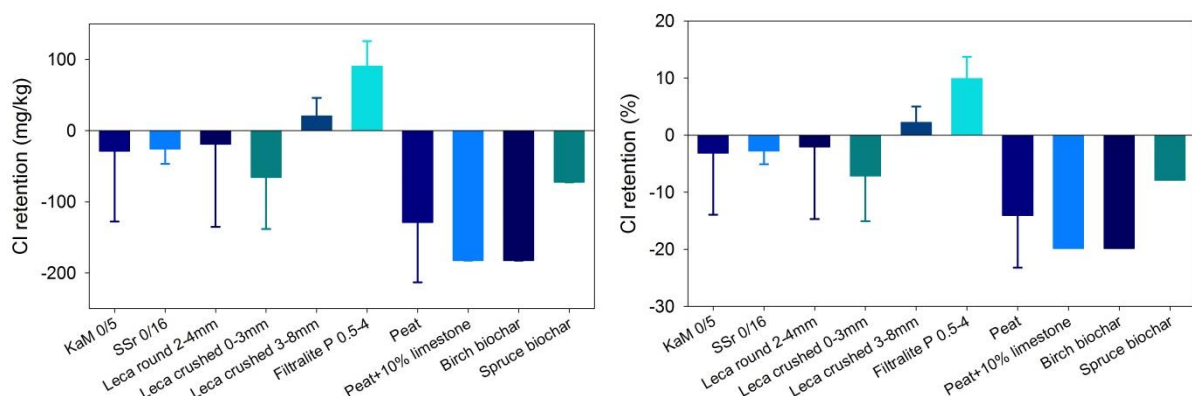 Cl retention (mg/kg)
100
0
-100
-200
KaM 0/5
SSr 0/16
Leca round 2-4mm
Leca crushed 0-3mm
Leca crushed 3-8mm
Filtralite P 0.5-4
Peat
Peat+10% limestone
Birch biochar
Spruce biochar
Cl retention (%)
20
10
0
-10
-20
-30
KaM 0/5
SSr 0/16
Leca round 2-4mm
Leca crushed 0-3mm
Leca crushed 3-8mm
Filtralite P 0.5-4
Peat
Peat+10% limestone
Birch biochar
Spruce biochar